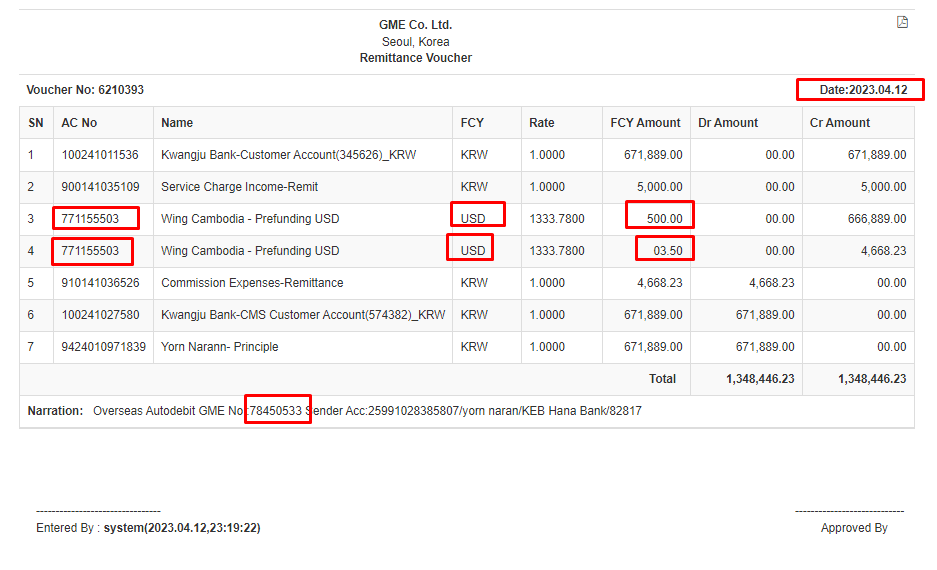 GME Co. Ltd.
Seoul, Korea
Remittance Voucher
Voucher No: 6210393 Date:2023.04.12
SN AC No Name FCY Rate FCY Amount Dr Amount Cr Amount
1 100241011536 Kwangju Bank-Customer Account(345626)_KRW KRW 1.0000 671,889.00 00.00 671,889.00
2 900141035109 Service Charge Income-Remit KRW 1.0000 5,000.00 00.00 5,000.00
3 771155503 Wing Cambodia - Prefunding USD USD 1333.7800 500.00 00.00 666,889.00
4 771155503 Wing Cambodia - Prefunding USD USD 1333.7800 03.50 00.00 4,668.23
5 910141036526 Commission Expenses-Remittance KRW 1.0000 4,668.23 4,668.23 00.00
6 100241027580 Kwangju Bank-CMS Customer Account(574382)_KRW KRW 1.0000 671,889.00 671,889.00 00.00
7 9424010971839 Yorn Narann- Principle KRW 1.0000 671,889.00 671,889.00 00.00
Total 1,348,446.23 1,348,446.23
Narration: Overseas Autodebit GME No:78450533 Sender Acc:25991028385807/yorn naran/KEB Hana Bank/82817
Entered By : system(2023.04.12,23:19:22) Approved By